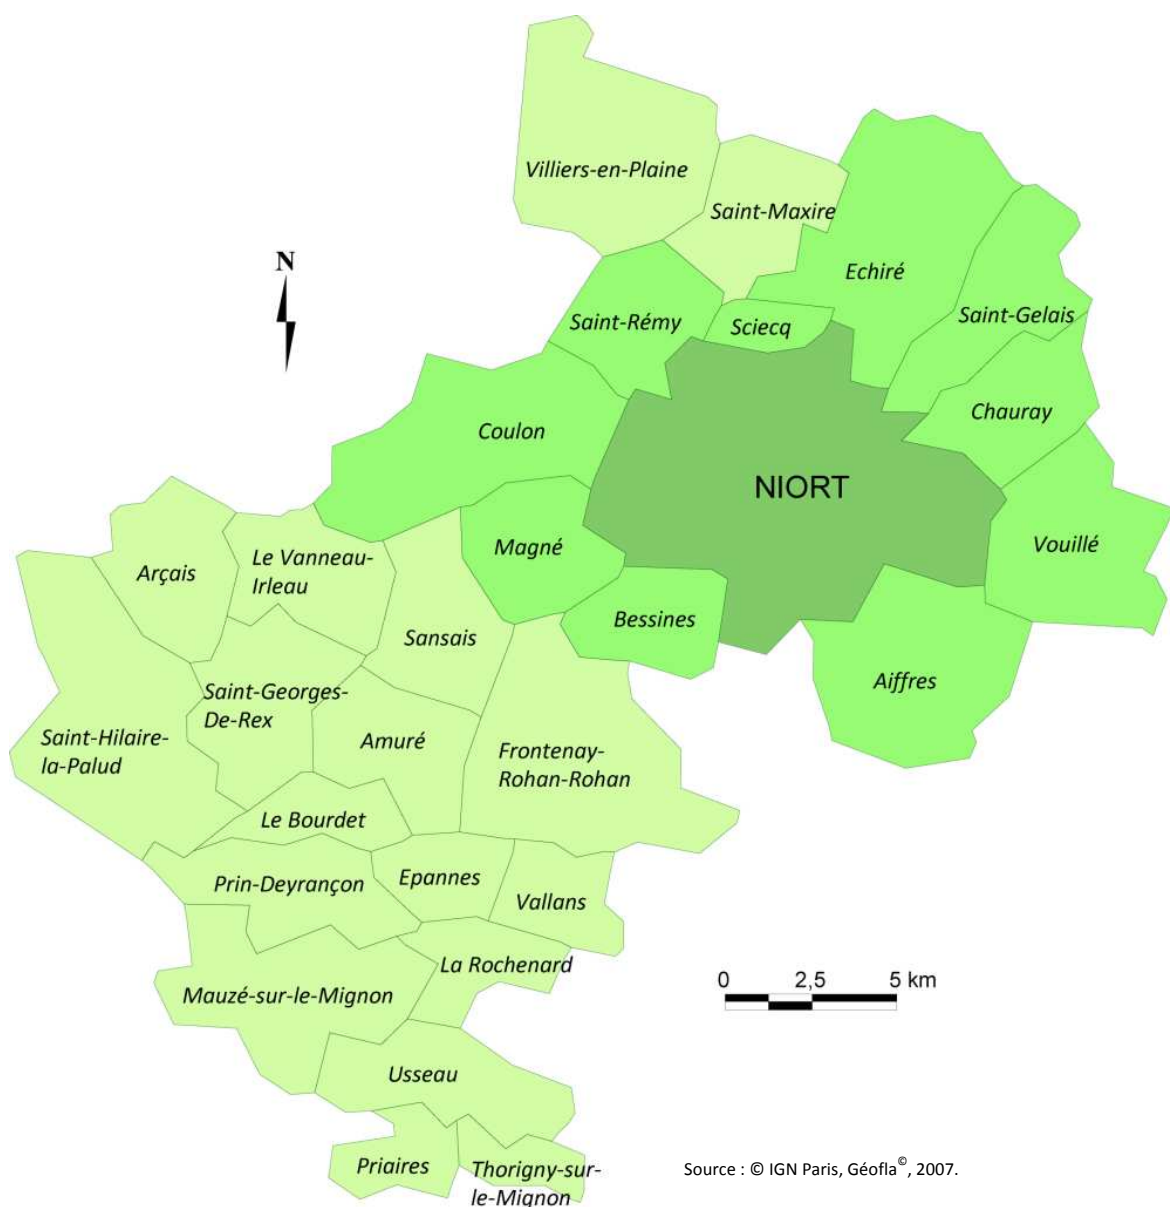 Villiers-en-Plaine
Saint-Maxire
N
Echiré
Saint-Rémy
Sciecq
Saint-Gelais
Chauray
Coulon
NIORT
Magné
Vouillé
Le Vanneau-
Irleau
Arçais
Bessines
Sansais
Aiffres
Saint-Georges-
De-Rex
Saint-Hilaire-
la-Palud
Amuré
Frontenay-
Rohan-Rohan
Le Bourdet
Prin-Deyrançon
Epannes
Vallans
La Rochenard
0 2,5 5 km
Mauzé-sur-le-Mignon
Usseau
Priaires
Thorigny-sur-
le-Mignon
Source : © IGN Paris, Géofla©, 2007.